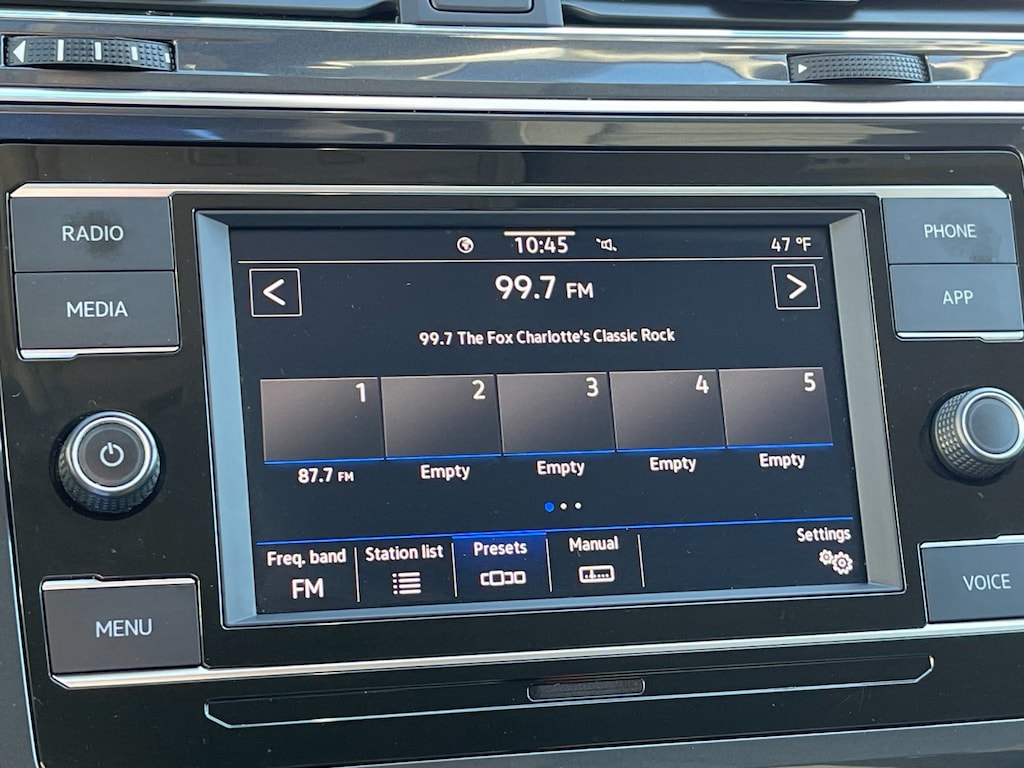 RADIO
MEDIA
MENU
10:45
47 °F
99.7 FM
99.7 The Fox Charlotte's Classic Rock
1 2 3 4 5
87.7 FM Empty Empty Empty Empty
Freq. band Station list Presets Manual Settings
FM
PHONE
APP
VOICE